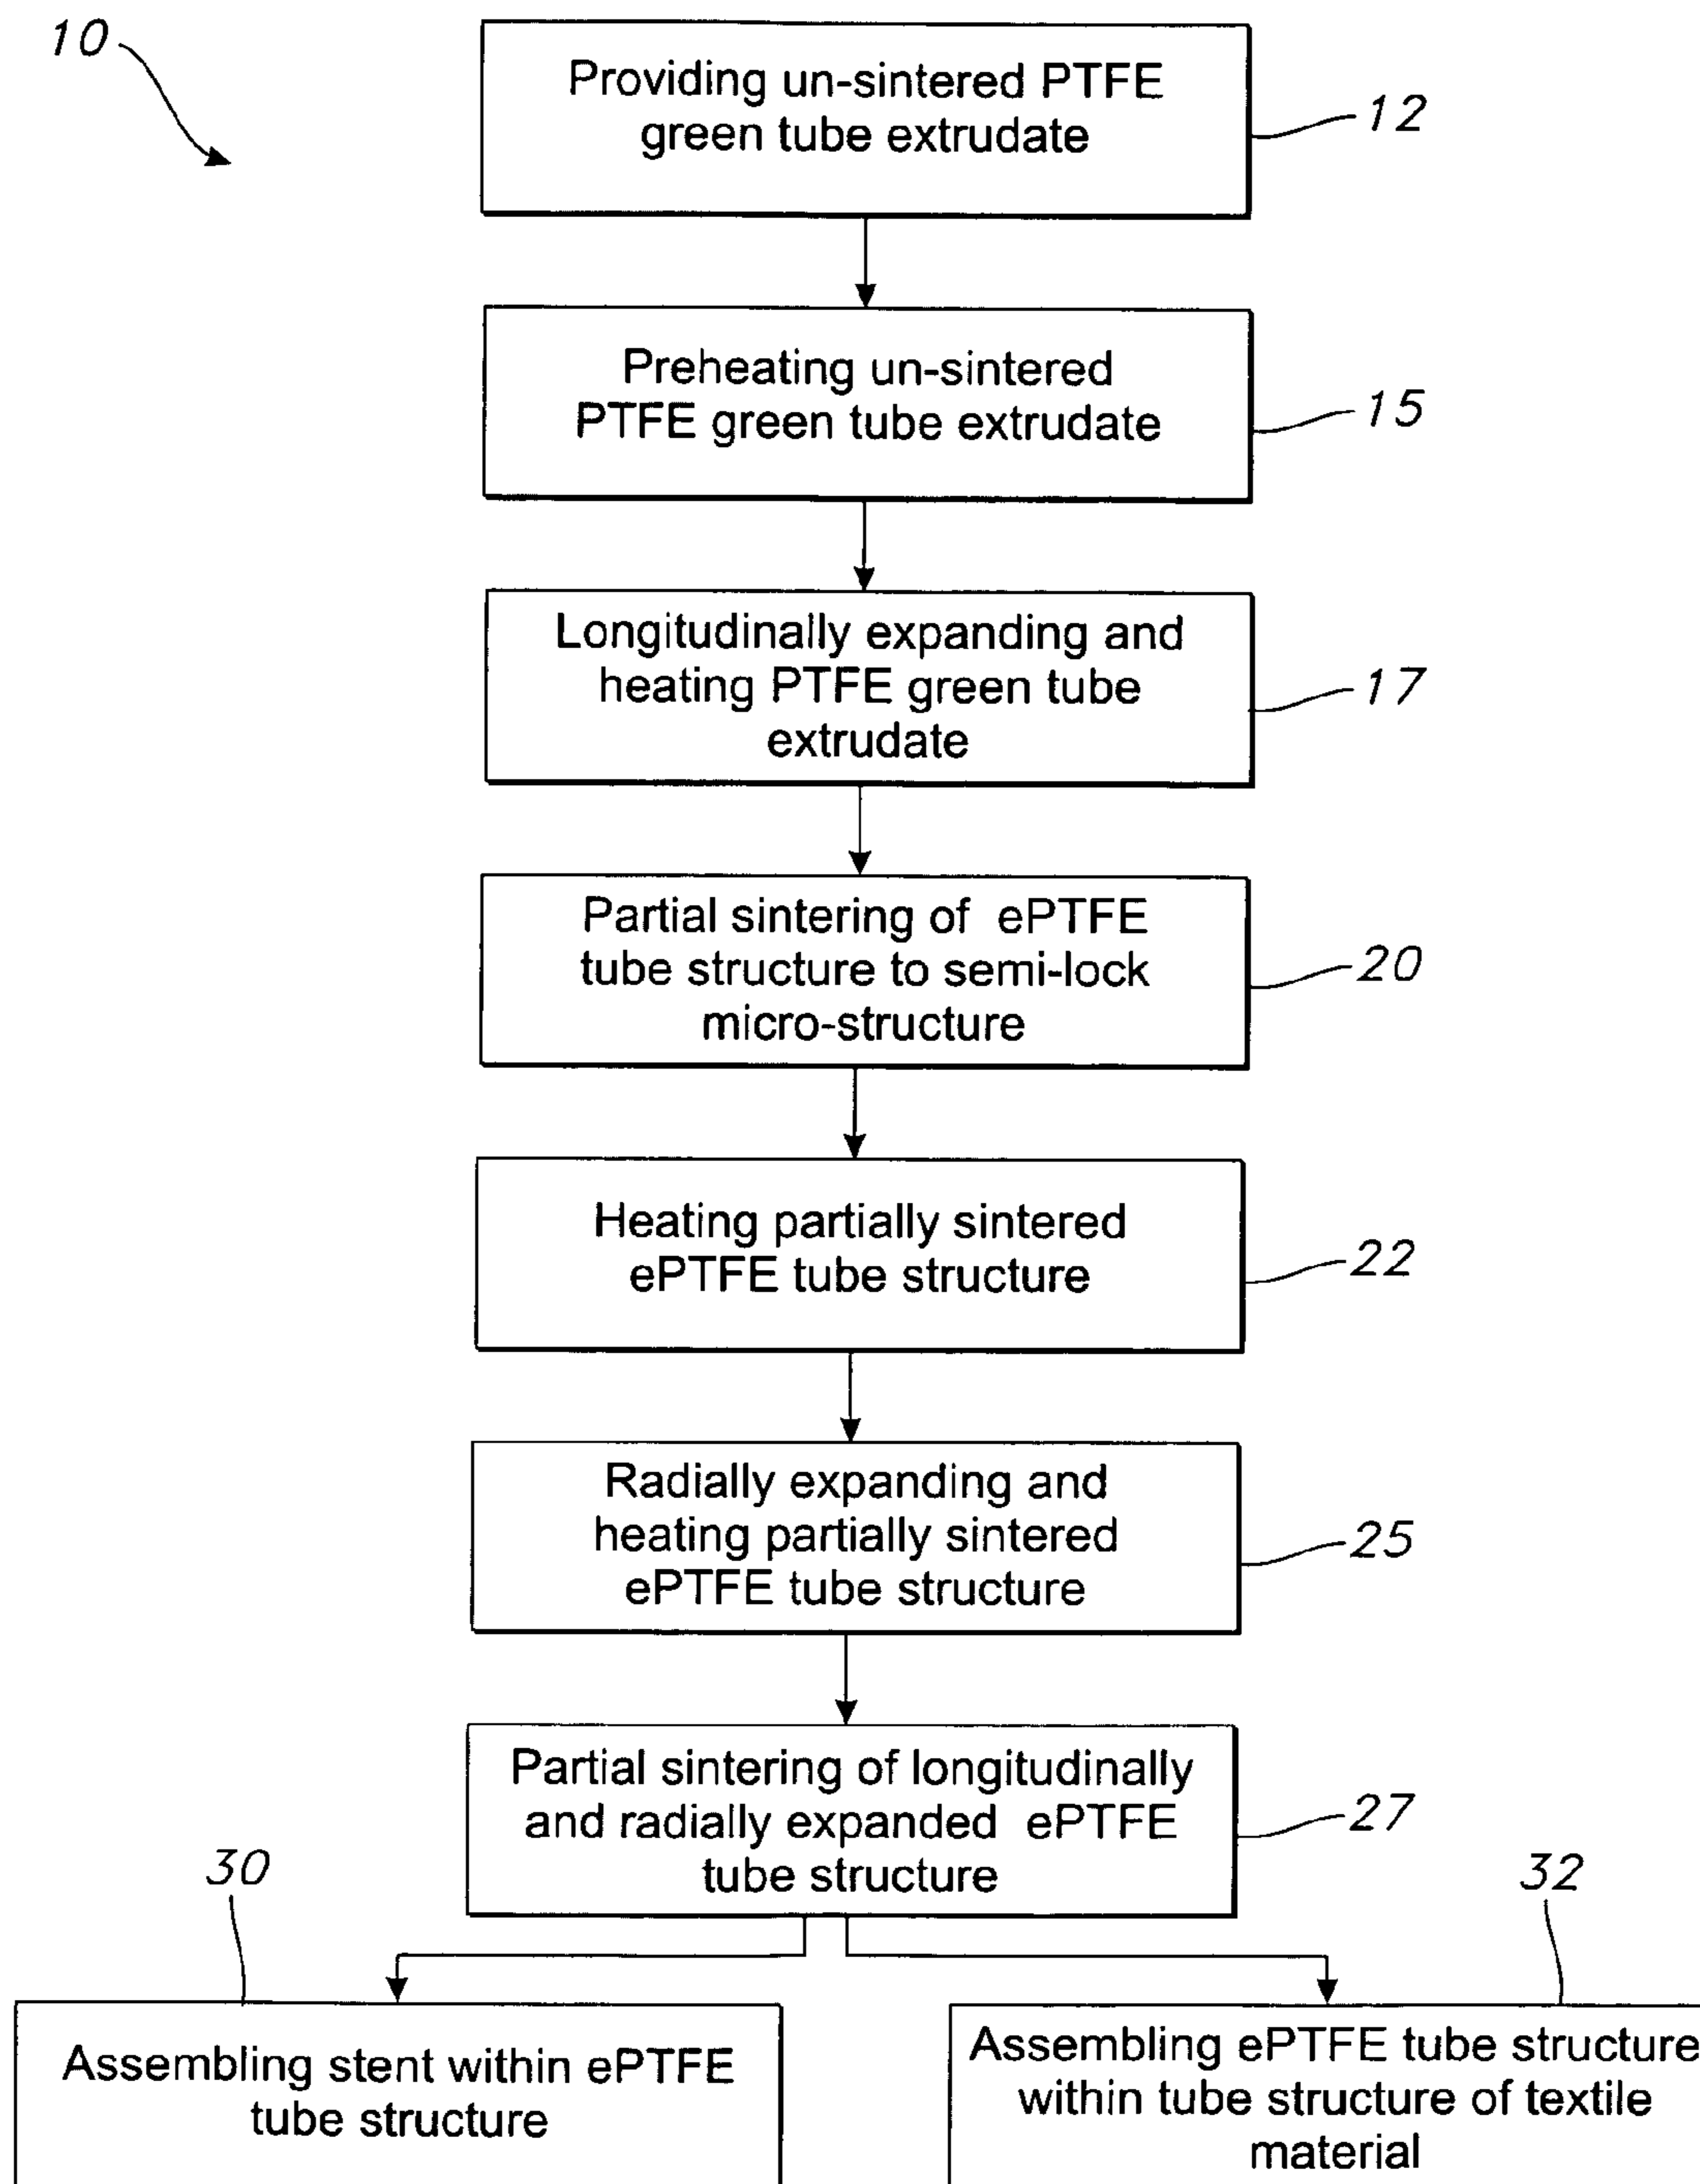 10
Providing un-sintered PTFE
green tube extrudate
12
Preheating un-sintered
PTFE green tube extrudate
15
Longitudinally expanding and
heating PTFE green tube
extrudate
17
Partial sintering of ePTFE
tube structure to semi-lock
micro-structure
20
Heating partially sintered
ePTFE tube structure
22
Radially expanding and
heating partially sintered
ePTFE tube structure
25
Partial sintering of longitudinally
and radially expanded ePTFE
tube structure
27
30
Assembling stent within ePTFE
tube structure
32
Assembling ePTFE tube structure
within tube structure of textile
material